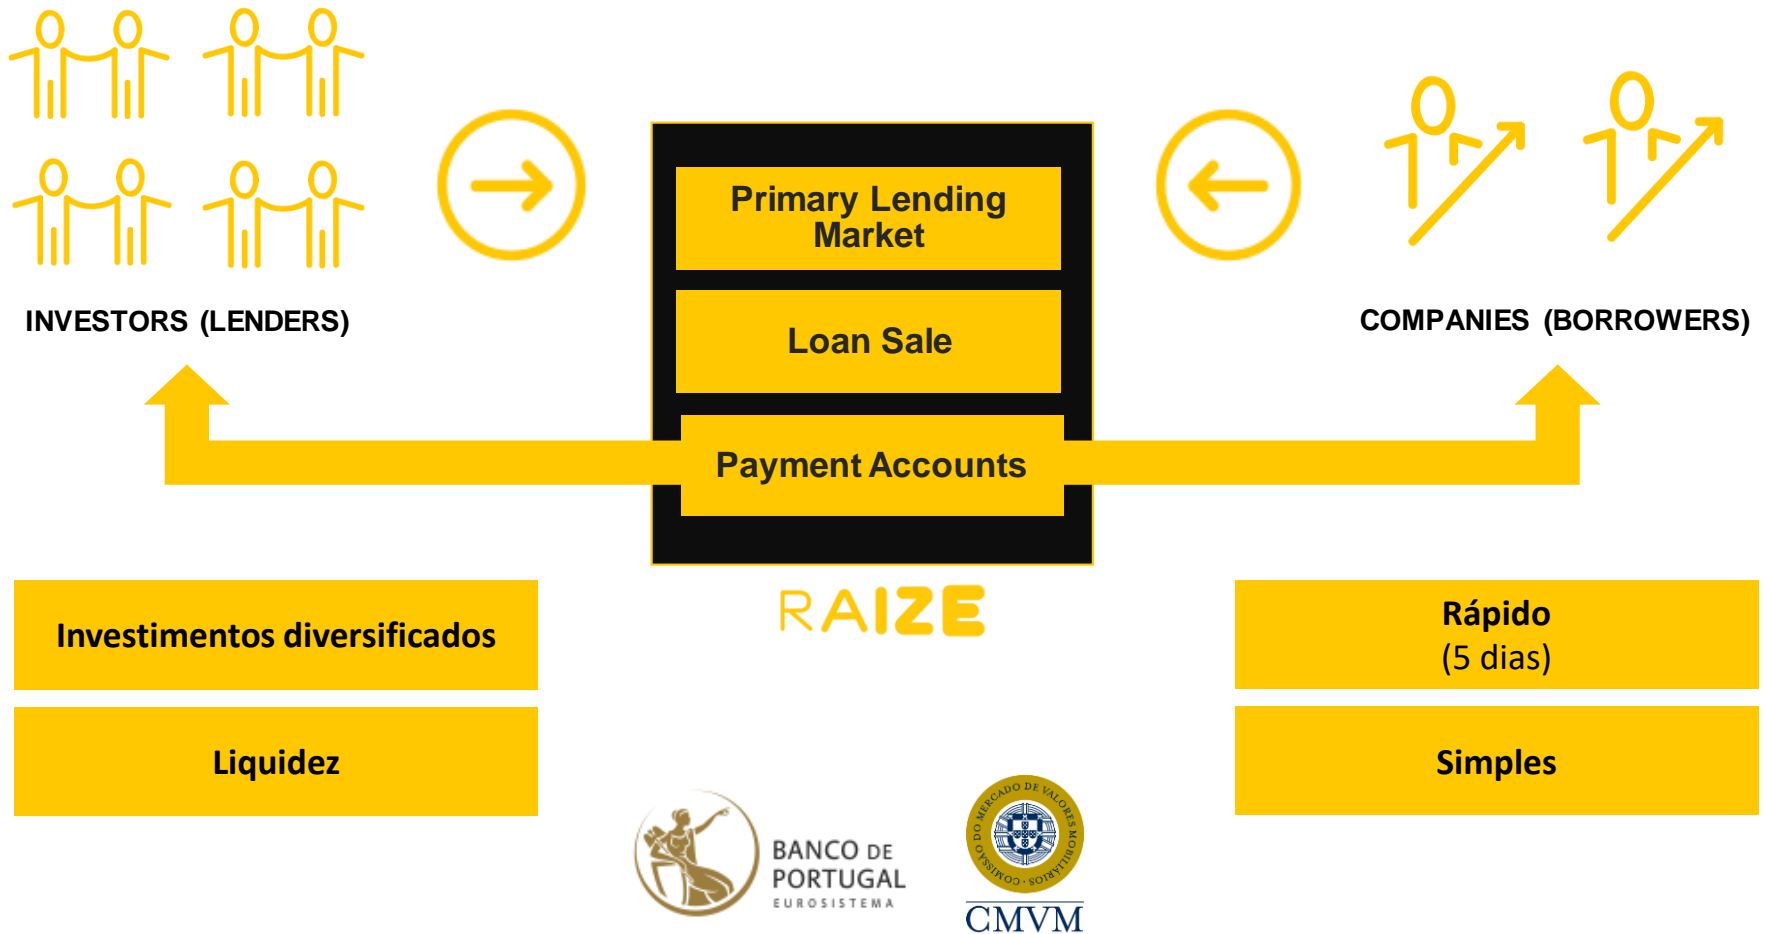 Primary Lending
Market
INVESTORS (LENDERS)
COMPANIES (BORROWERS)
Loan Sale
Payment Accounts
RAIZE
Investimentos diversificados
Rápido
(5 dias)
Liquidez
Simples
BANCO DE
PORTUGAL
EUROSISTEMA
COMISSÃO DO MERCADO DE VALORES MOBILIÁRIOS
CMVM